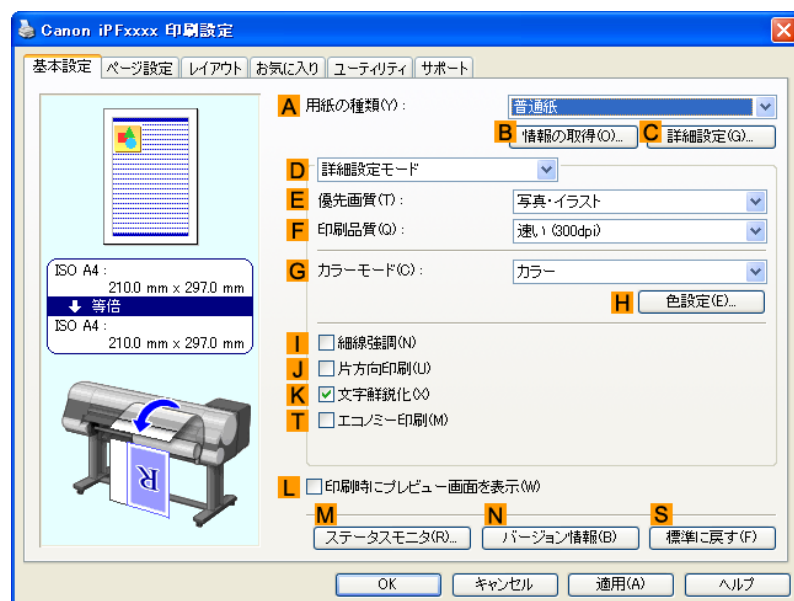 Canon iPFxxxx 印刷設定
基本設定 ページ設定 レイアウト お気に入り ユーティリティ サポート
A 用紙の種類(Y): 普通紙
B 情報の取得(O)... C 詳細設定(G)...
D 詳細設定モード
E 優先画質(T): 写真・イラスト
F 印刷品質(Q): 速い (300dpi)
G カラーモード(C): カラー
H 色設定(E)...
ISO A4 :
210.0 mm x 297.0 mm
等倍
ISO A4 :
210.0 mm x 297.0 mm
I 細線強調(N)
J 片方向印刷(U)
K 文字鮮鋭化(X)
T エコノミー印刷(M)
R
L 印刷時にプレビュー画面を表示(W)
M N S
ステータスモニタ(R)... バージョン情報(B) 標準に戻す(F)
OK キャンセル 適用(A) ヘルプ